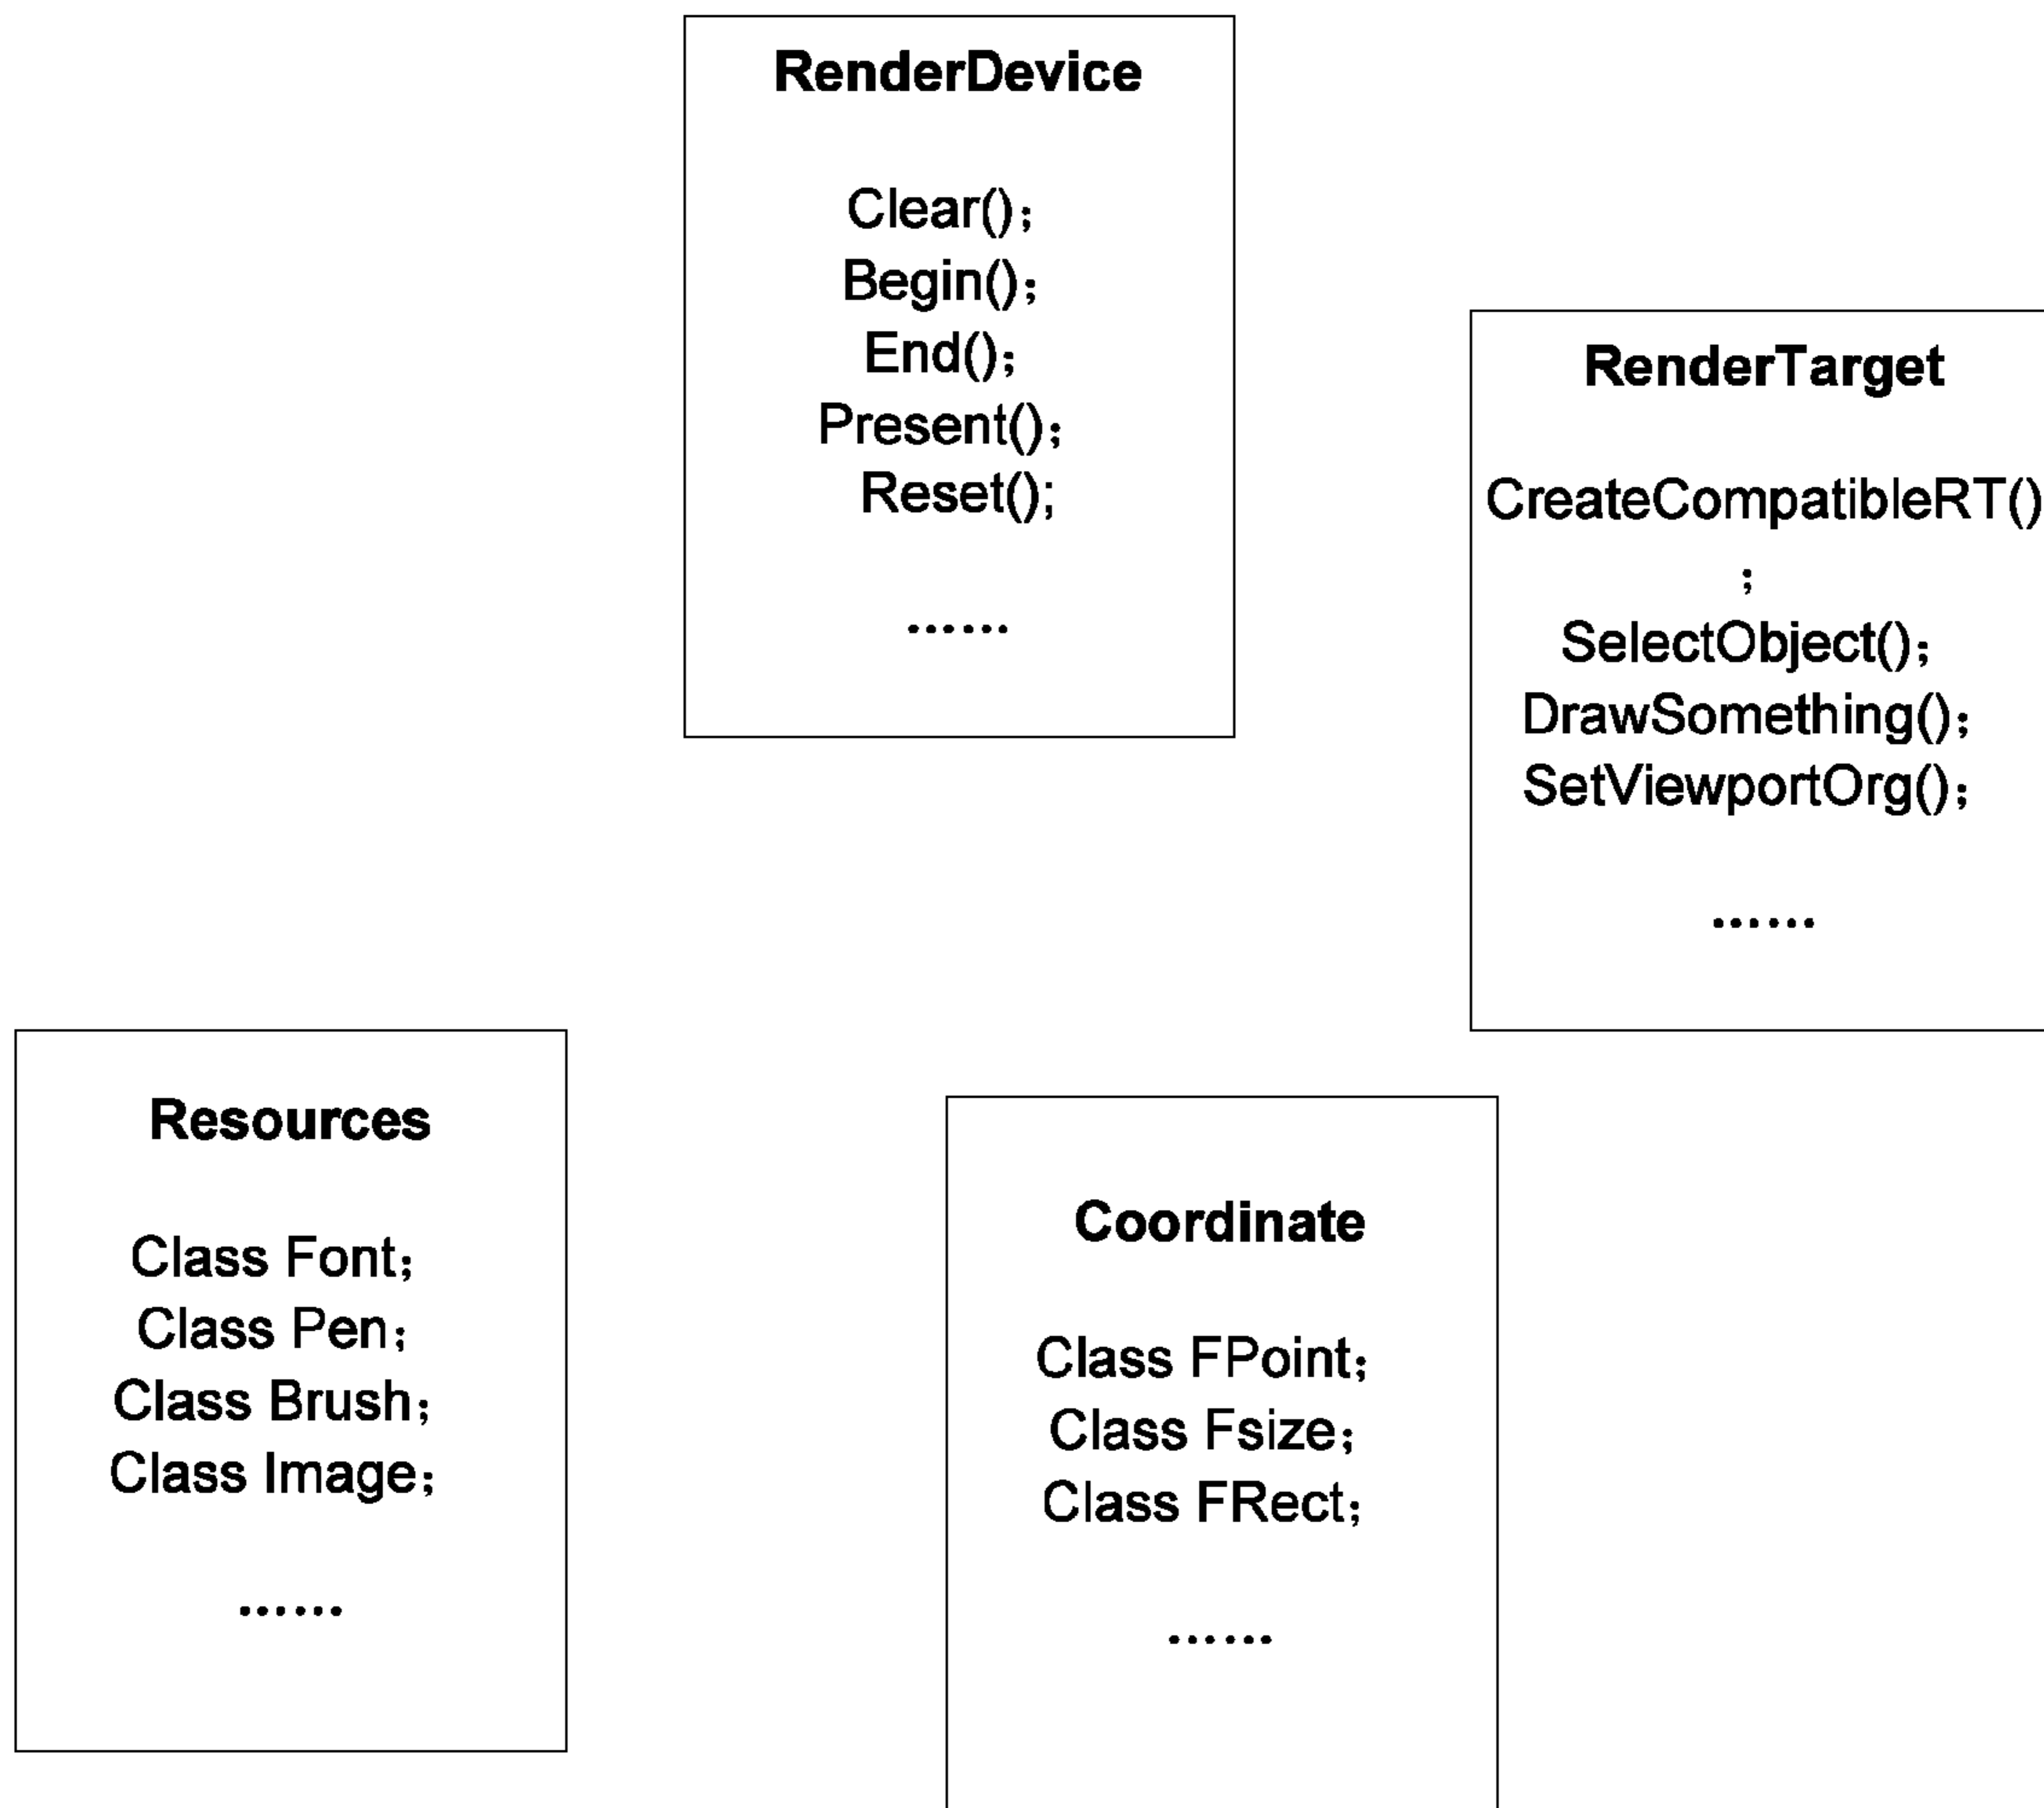 RenderDevice
Clear()；
Begin()；
End()；
Present()；
Reset();
......
RenderTarget
CreateCompatibleRT()
；
SelectObject()；
DrawSomething()；
SetViewportOrg()；
......
Resources
Class Font；
Class Pen；
Class Brush；
Class Image；
......
Coordinate
Class FPoint；
Class Fsize；
Class FRect；
......